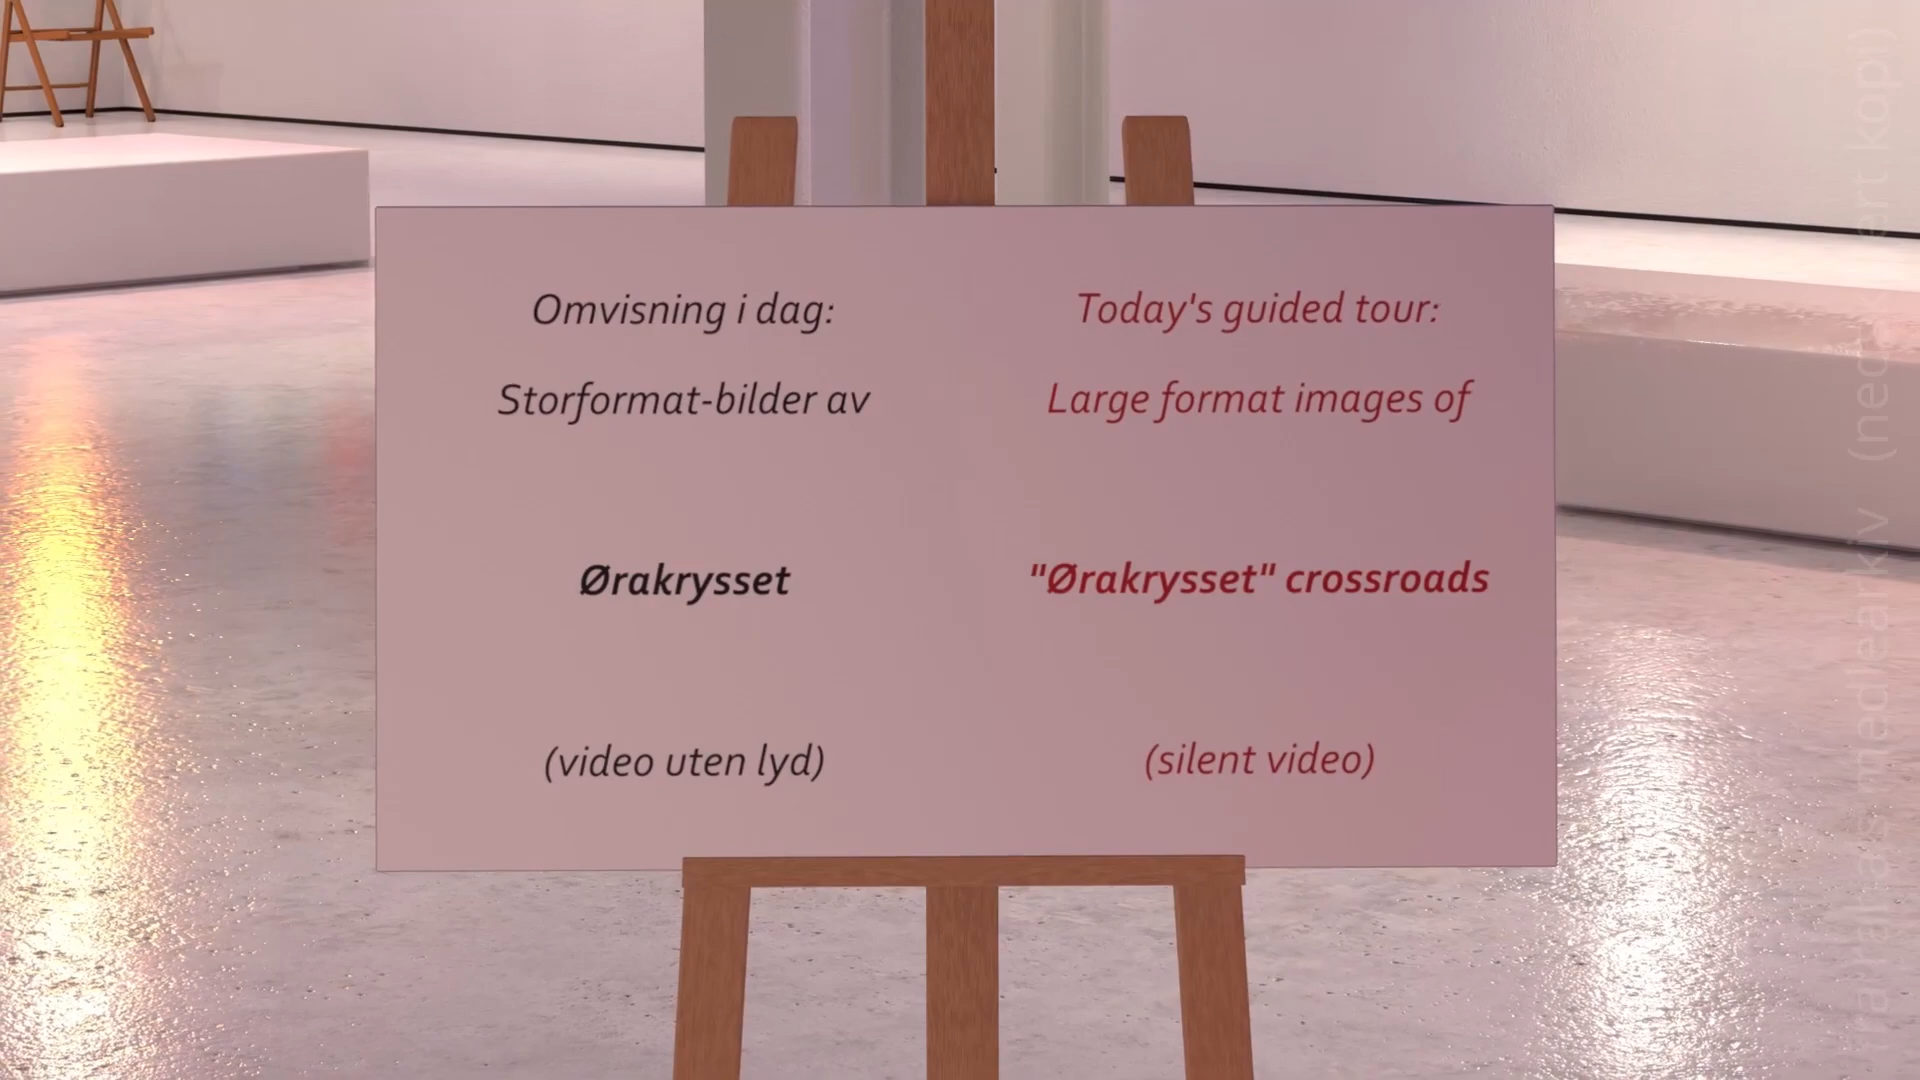 Omvisning i dag:
Storformat-bilder av
Ørakrysset
(video uten lyd)
Today's guided tour:
Large format images of
"Ørakrysset" crossroads
(silent video)